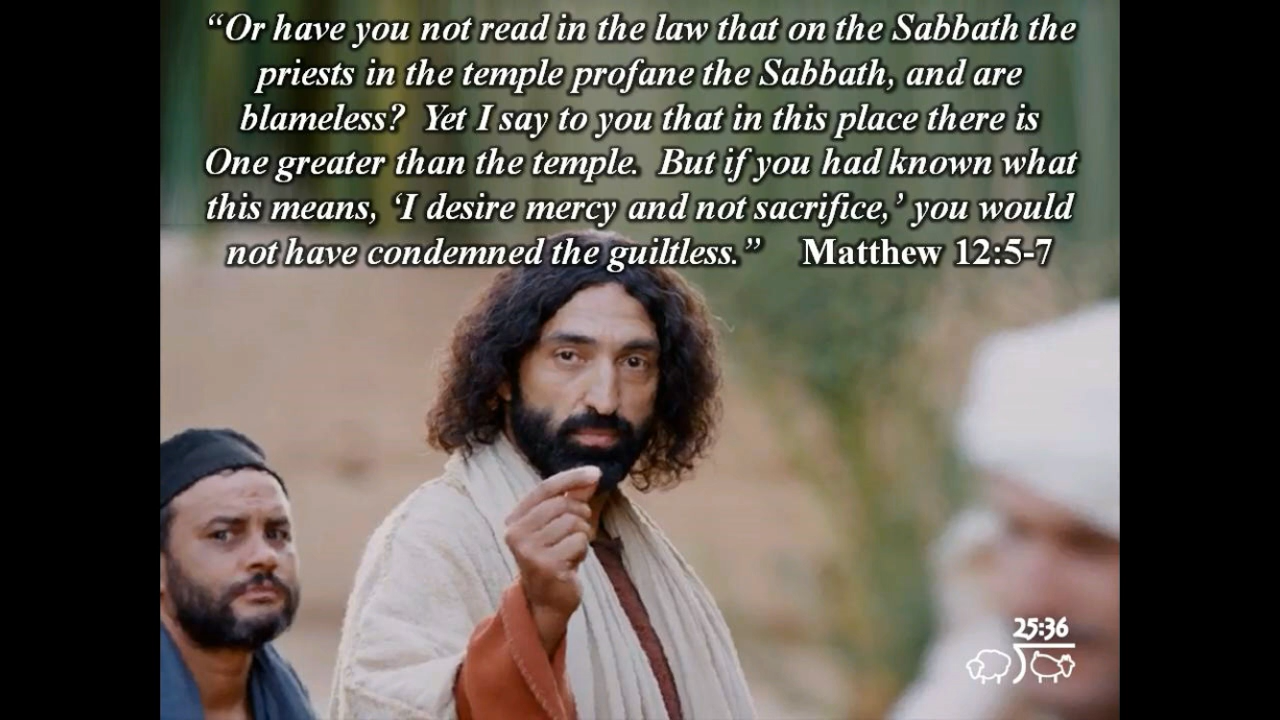 “Or have you not read in the law that on the Sabbath the
priests in the temple profane the Sabbath, and are
blameless?  Yet I say to you that in this place there is
One greater than the temple.  But if you had known what
this means, ‘I desire mercy and not sacrifice,’ you would
not have condemned the guiltless.”    Matthew 12:5-7
25:36